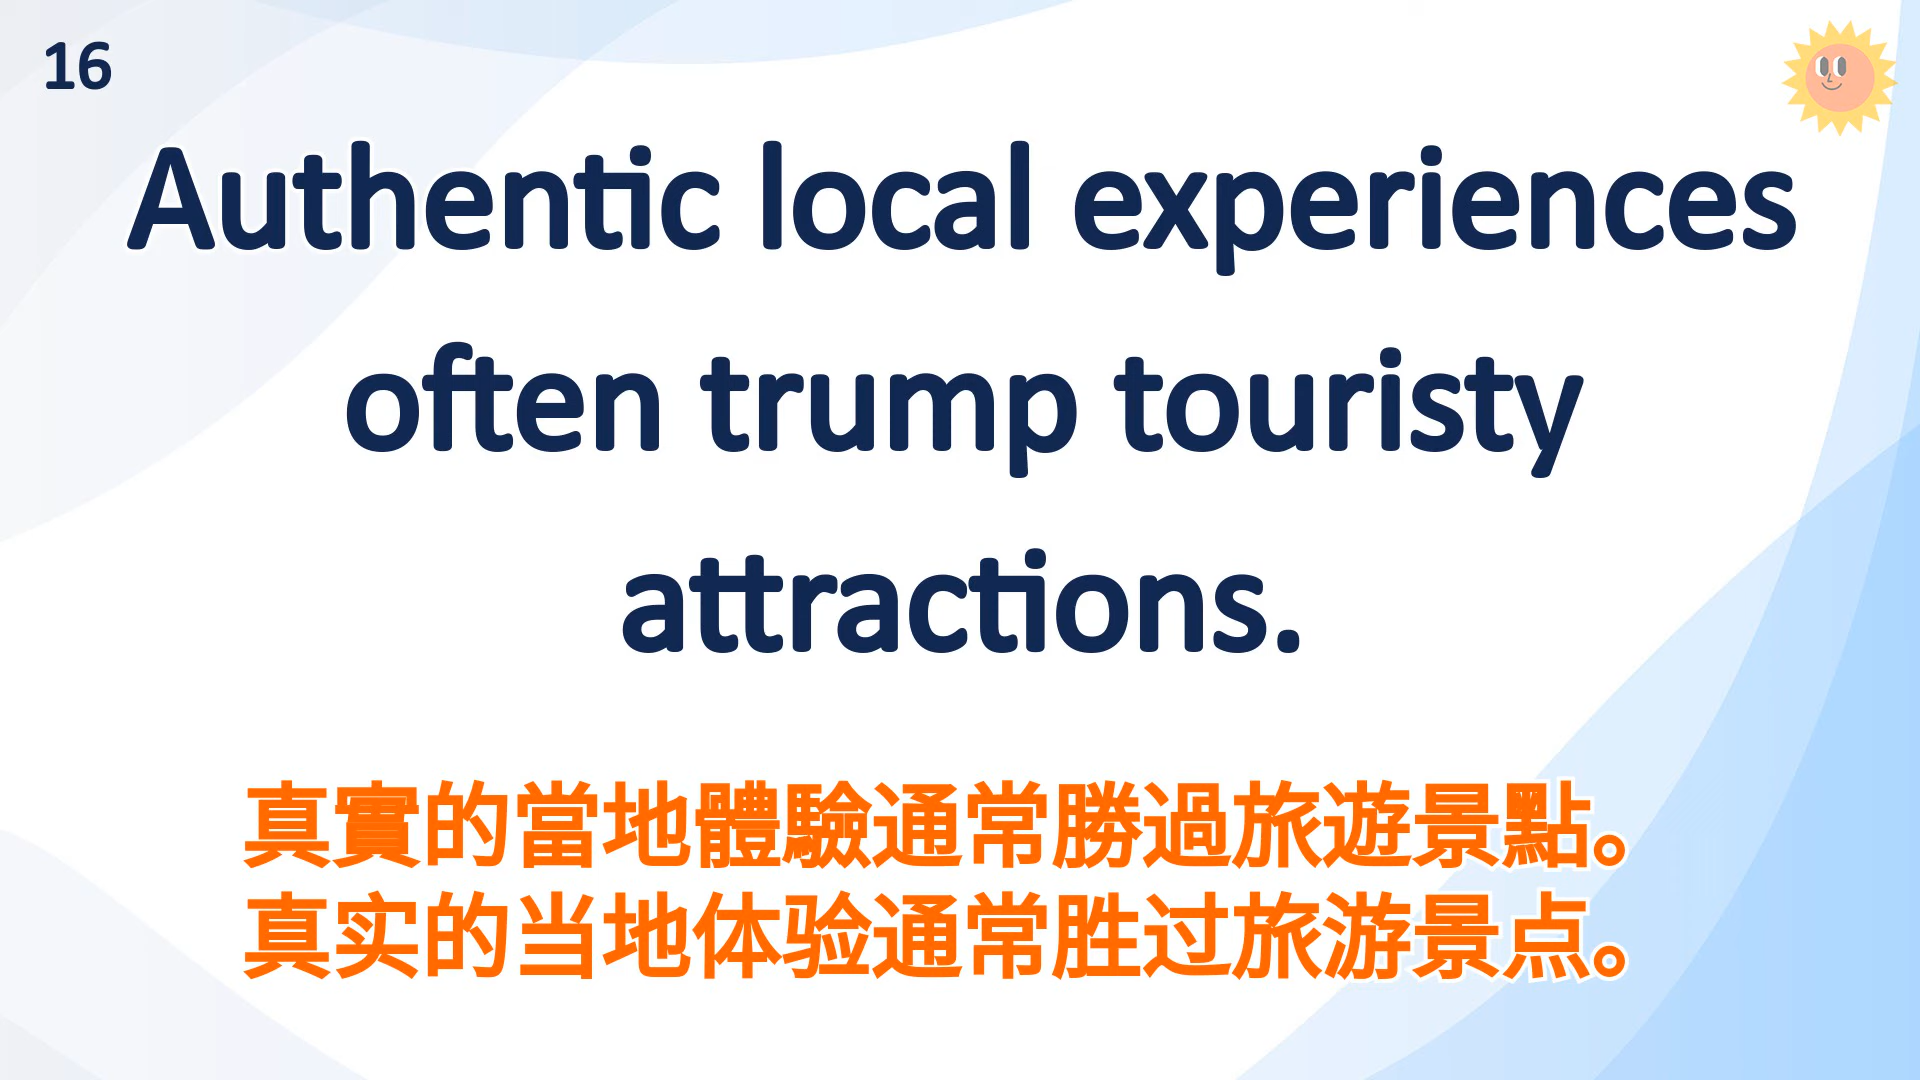 16
Authentic local experiences
often trump touristy
attractions.
真實的當地體驗通常勝過旅遊景點。
真实的当地体验通常胜过旅游景点。